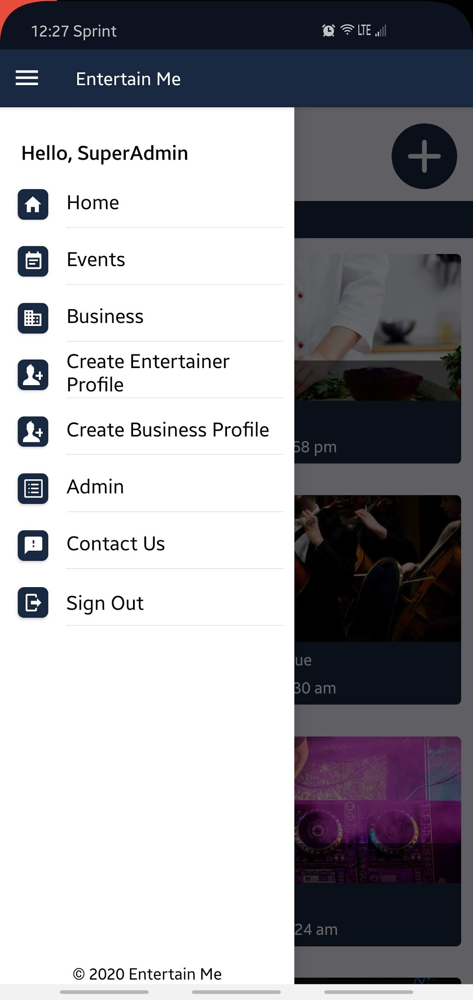 12:27 Sprint
LTE
Entertain Me
Hello, SuperAdmin
Home
Events
Business
Create Entertainer
Profile
Create Business Profile
58 pm
Admin
Contact Us
Sign Out
ue
30 am
24 am
© 2020 Entertain Me